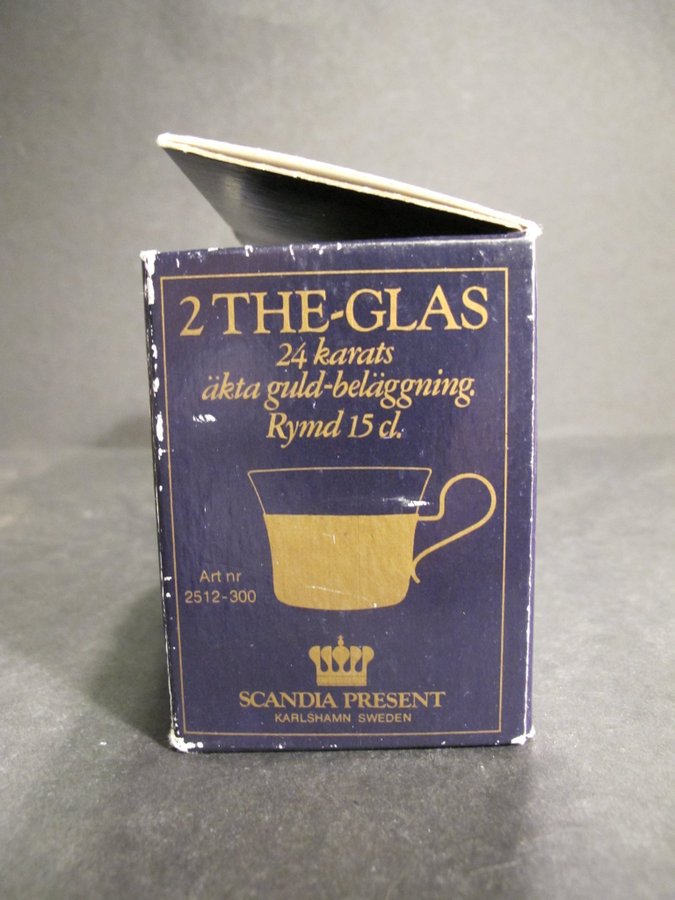 2 THE-GLAS
24 karats
äkta guld-beläggning.
Rymd 15 cl.
Art nr
2512-300
SCANDIA PRESENT
KARLSHAMN SWEDEN